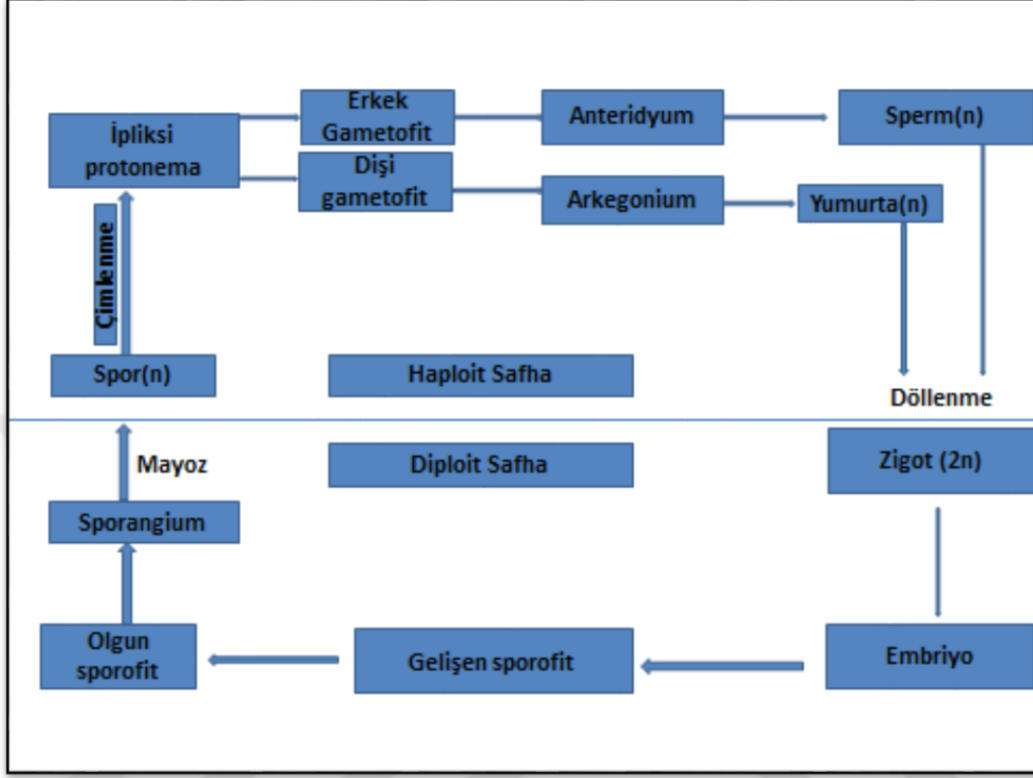 Erkek
Gametofit
Anteridyum
Sperm(n)
İpliksi
protonema
Dişi
gametofit
Arkegonium
Yumurta(n)
Çimlenme
Spor(n)
Haploit Safha
Döllenme
Mayoz
Diploit Safha
Zigot (2n)
Sporangium
Olgun
sporofit
Gelişen sporofit
Embriyo